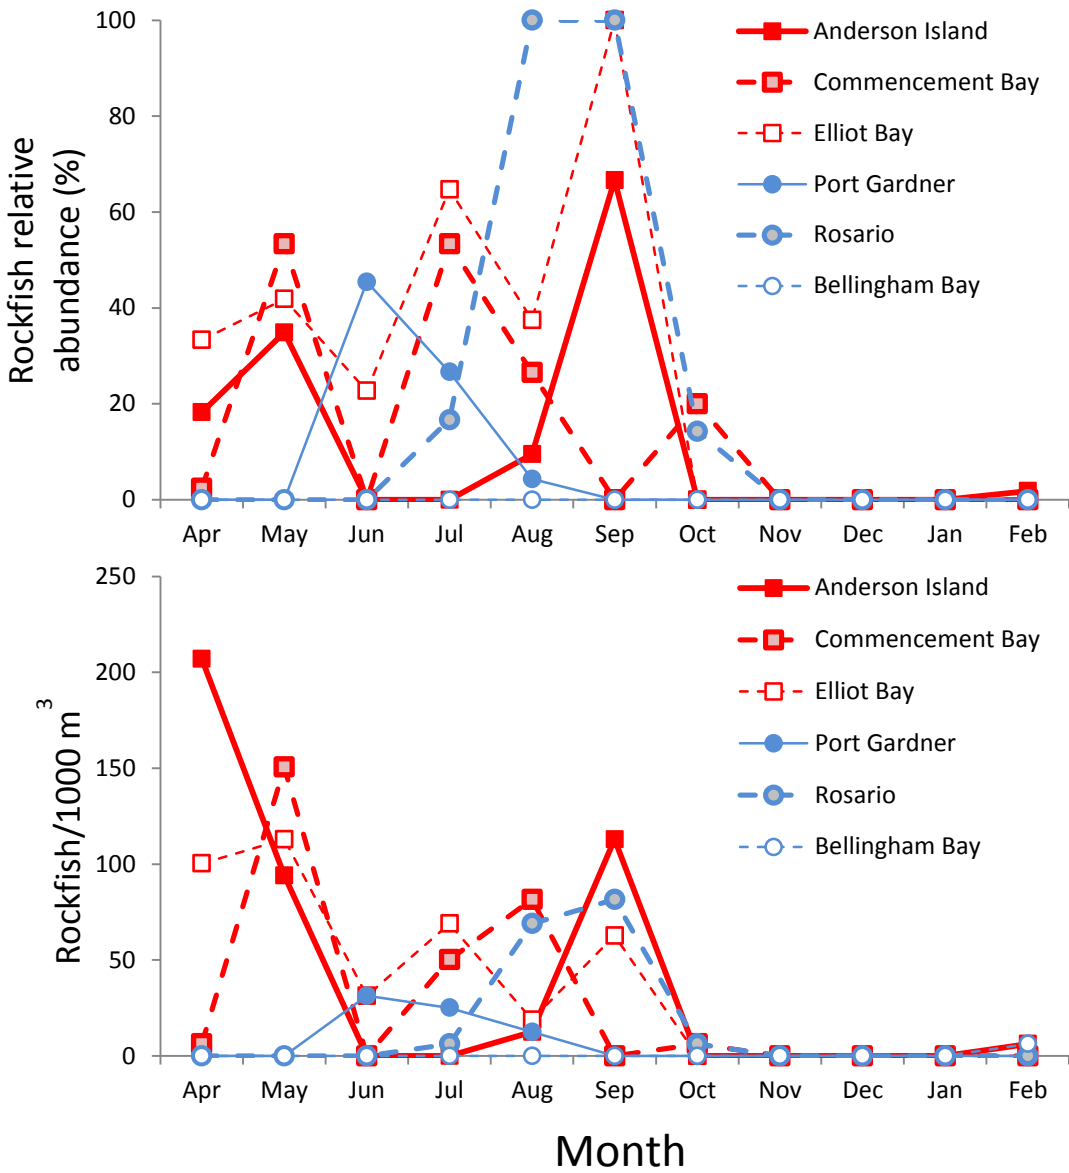 Rockfish relative
abundance (%)
100
80
60
40
20
0
Apr May Jun Jul Aug Sep Oct Nov Dec Jan Feb
Anderson Island
Commencement Bay
Elliot Bay
Port Gardner
Rosario
Bellingham Bay
Rockfish/1000 m³
250
200
150
100
50
0
Apr May Jun Jul Aug Sep Oct Nov Dec Jan Feb
Anderson Island
Commencement Bay
Elliot Bay
Port Gardner
Rosario
Bellingham Bay
Month